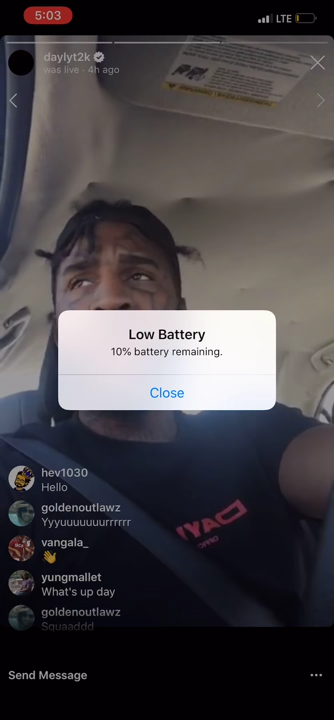 5:03
LTE
daylyt2k
was live · 4h ago
Low Battery
10% battery remaining.
Close
hev1030
Hello
goldenoutlawz
Yyyuuuuuuurrrrrr
vangala_
👋
yungmallet
What's up day
goldenoutlawz
Squaaddd
Send Message